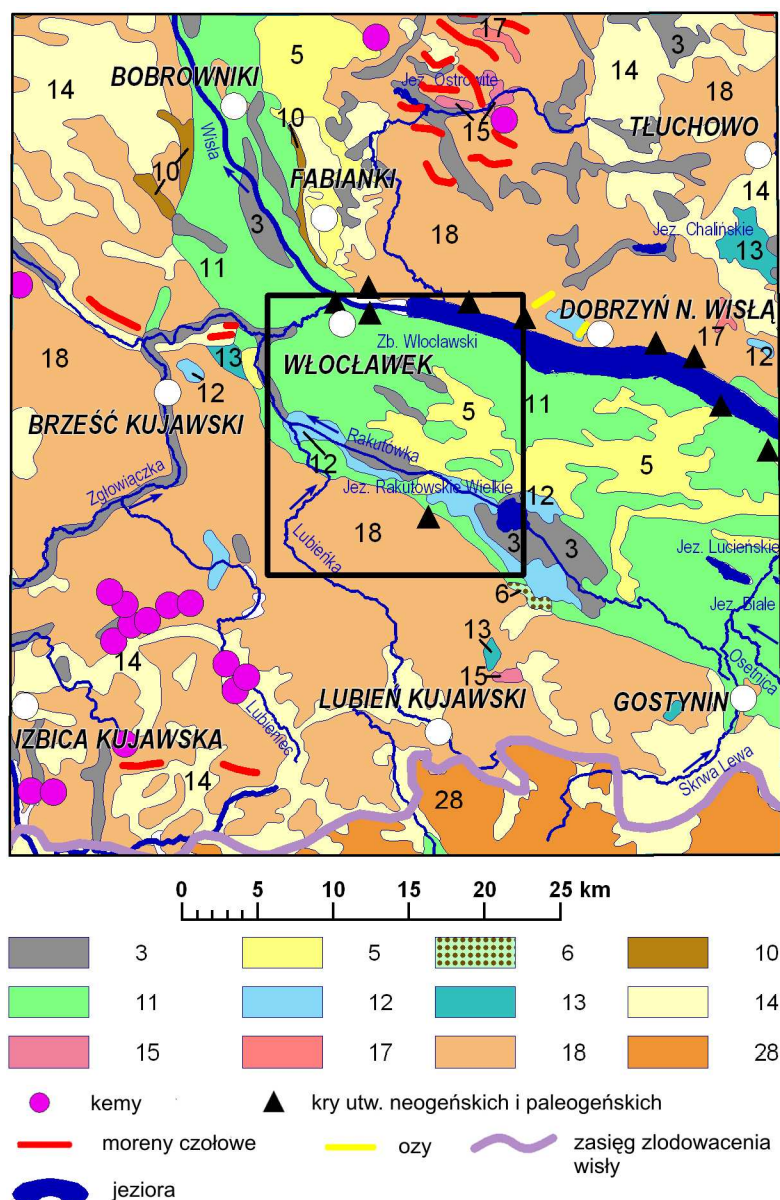 17
3
5
14
BOBROWNIKI
Jez. Ostrowite
14
18
10
15
TŁUCHOWO
Wisła
10
FABIANKI
14
3
18
Jez. Chalińskie
13
11
DOBRZYŃ N. WISŁĄ
17
Zb. Wlocławski
12
18
13
WŁOCŁAWEK
12
5
11
BRZEŚĆ KUJAWSKI
Rakutówka
5
12
Zgłowiączka
Jez. Rakutowskie Wielkie
12
18
Lubieńka
3
3
Jez. Lucieńskie
6
Jez. Białe
13
14
Osetnica
15
LUBIEŃ KUJAWSKI
GOSTYNIN
IZBICA KUJAWSKA
Lubieniec
14
Skrwa Lewa
28
0 5 10 15 20 25 km
3 5 6 10
11 12 13 14
15 17 18 28
kemy kry utw. neogeńskich i paleogeńskich
moreny czołowe ozy zasięg zlodowacenia
wisły
jeziora